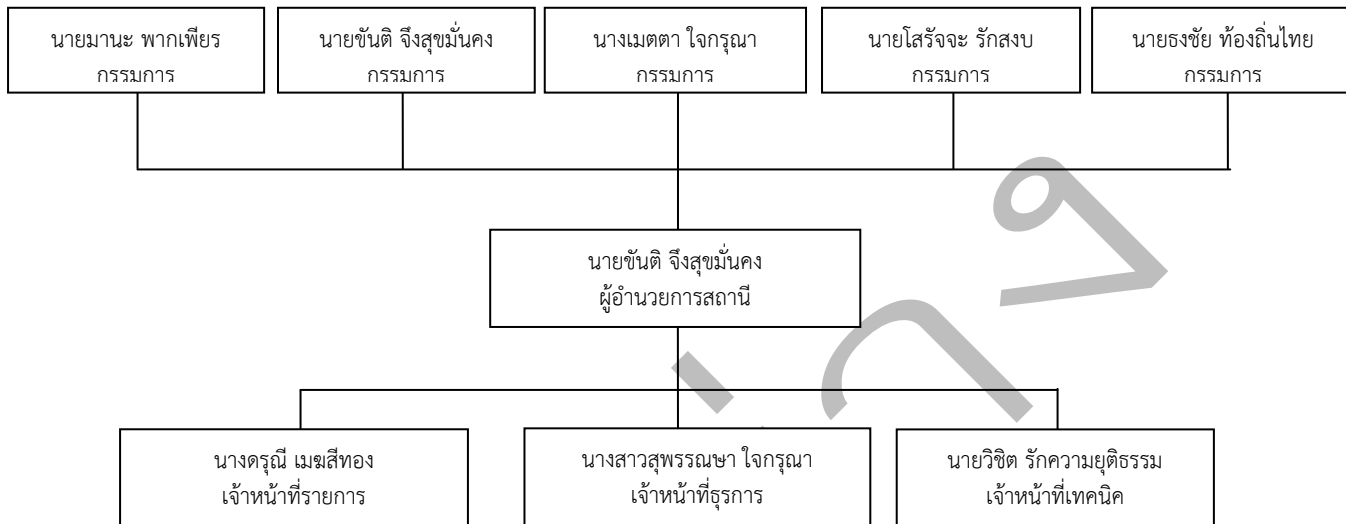 นายมานะ พากเพียร
กรรมการ
นายขันติ จึงสุขมั่นคง
กรรมการ
นางเมตตา ใจกรุณา
กรรมการ
นายโสรัจจะ รักสงบ
กรรมการ
นายธงชัย ท้องถิ่นไทย
กรรมการ
นายขันติ จึงสุขมั่นคง
ผู้อำนวยการสถานี
นางดรุณี เมฆสีทอง
เจ้าหน้าที่รายการ
นางสาวสุพรรณษา ใจกรุณา
เจ้าหน้าที่ธุรการ
นายวิชิต รักความยุติธรรม
เจ้าหน้าที่เทคนิค